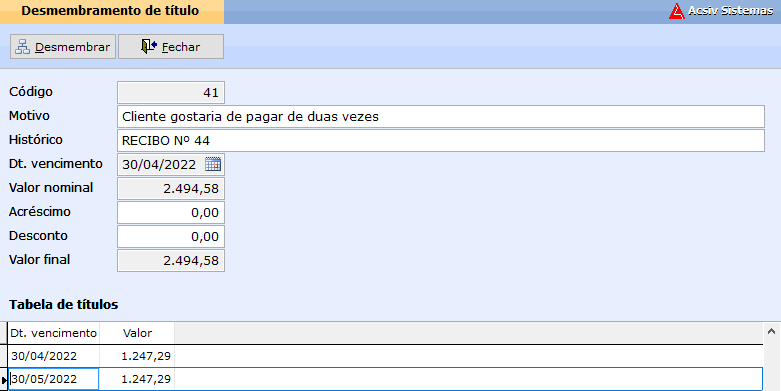 Desmembramento de título
Acsiv Sistemas
Desmembrar Fechar
Código 41
Motivo Cliente gostaria de pagar de duas vezes
Histórico RECIBO Nº 44
Dt. vencimento 30/04/2022
Valor nominal 2.494,58
Acréscimo 0,00
Desconto 0,00
Valor final 2.494,58
Tabela de títulos
Dt. vencimento Valor
30/04/2022 1.247,29
30/05/2022 1.247,29